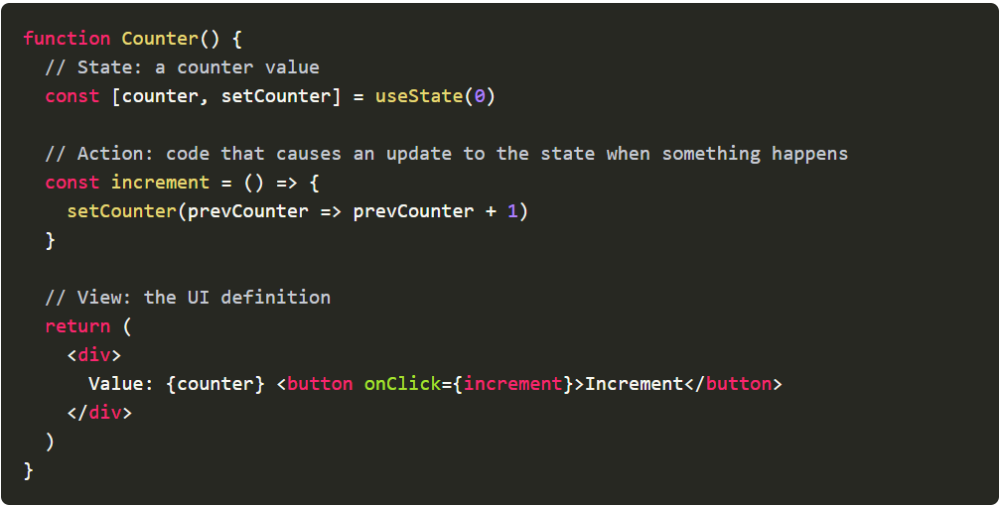 function Counter() {
  // State: a counter value
  const [counter, setCounter] = useState(0)

  // Action: code that causes an update to the state when something happens
  const increment = () => {
    setCounter(prevCounter => prevCounter + 1)
  }

  // View: the UI definition
  return (
    <div>
      Value: {counter} <button onClick={increment}>Increment</button>
    </div>
  )
}